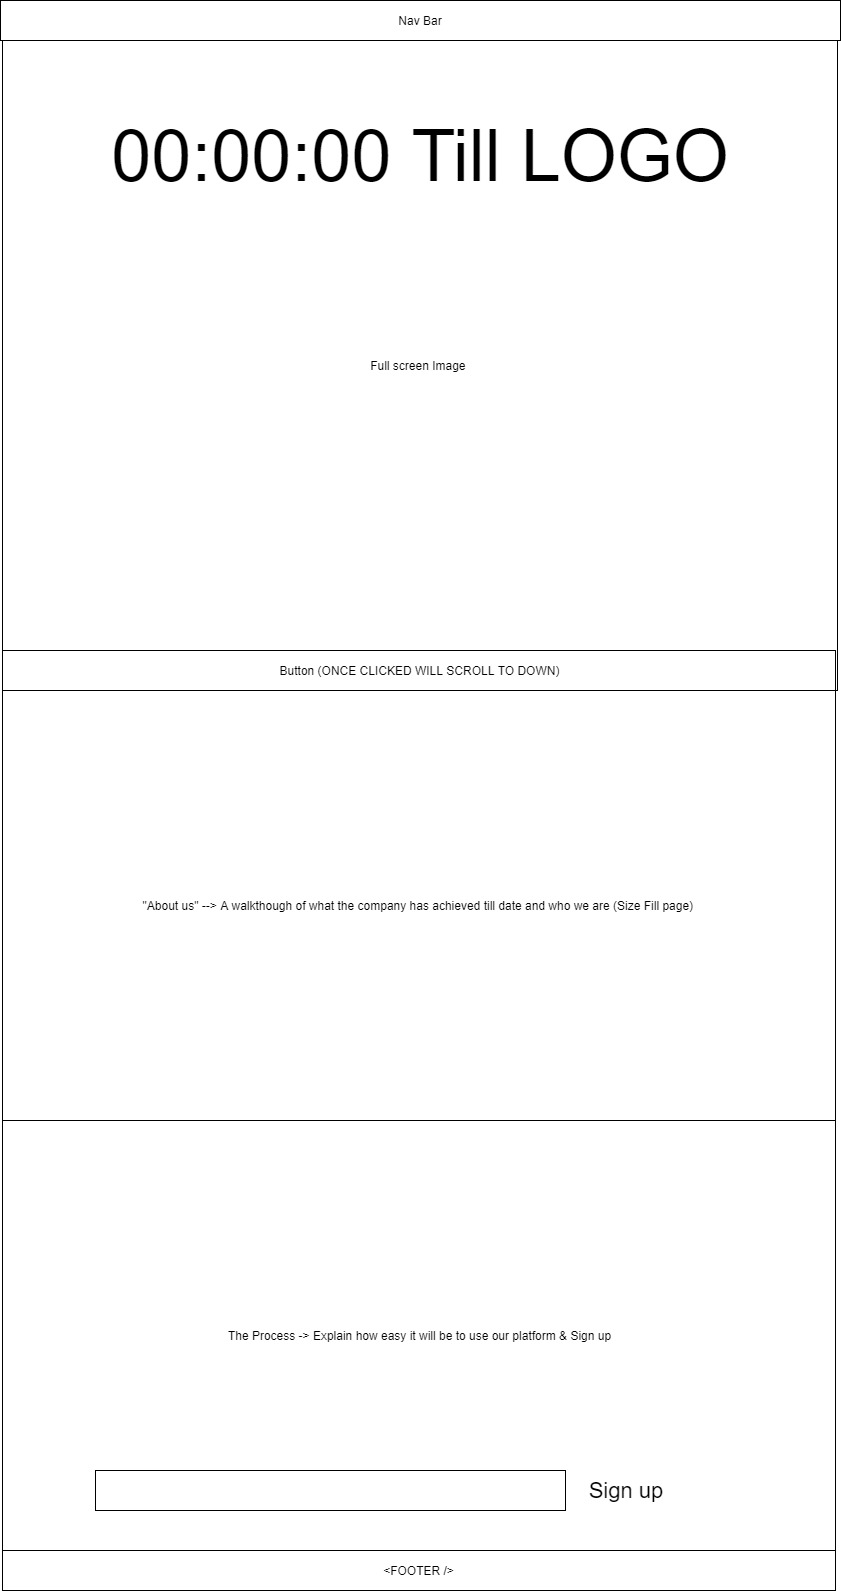 Nav Bar
00:00:00 Till LOGO
Full screen Image
Button (ONCE CLICKED WILL SCROLL TO DOWN)
"About us" --> A walkthough of what the company has achieved till date and who we are (Size Fill page)
The Process -> Explain how easy it will be to use our platform & Sign up
Sign up
<FOOTER />